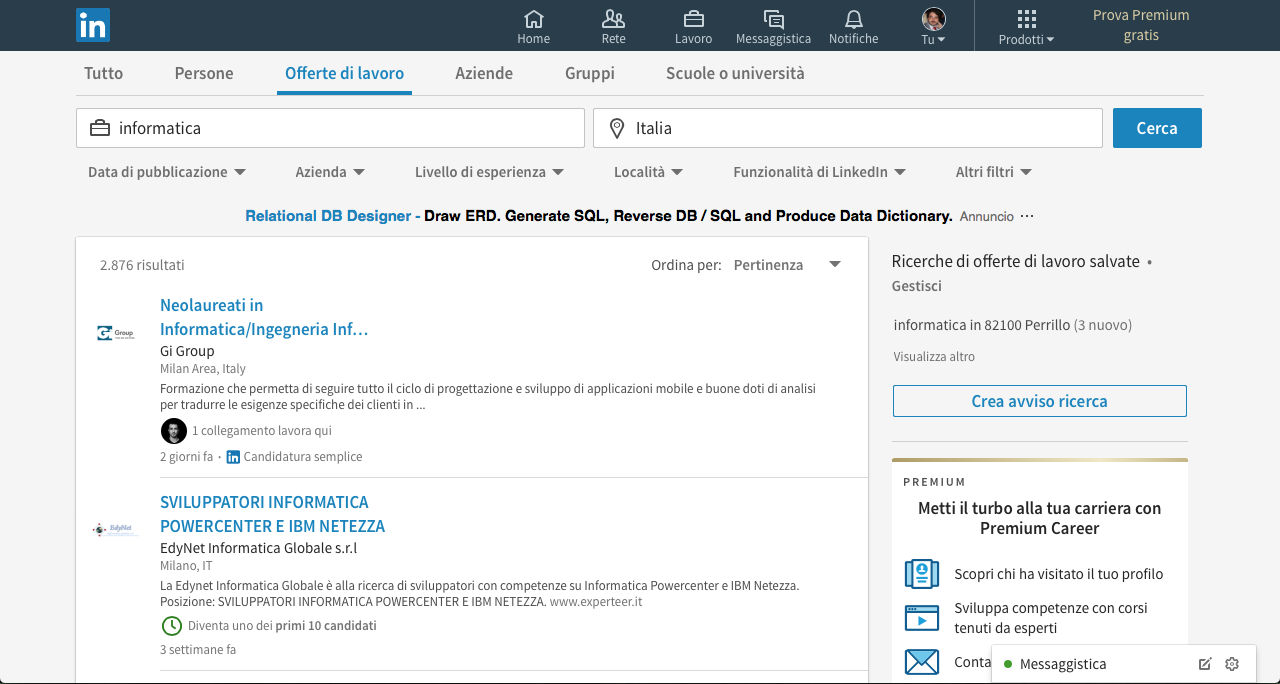 in
Home
Rete
Lavoro
Messaggistica
Notifiche
Tu
Prodotti
Prova Premium
gratis
Tutto
Persone
Offerte di lavoro
Aziende
Gruppi
Scuole o università
informatica
Italia
Cerca
Data di pubblicazione
Azienda
Livello di esperienza
Località
Funzionalità di LinkedIn
Altri filtri
Relational DB Designer - Draw ERD. Generate SQL, Reverse DB / SQL and Produce Data Dictionary. Annuncio ···
2.876 risultati
Ordina per: Pertinenza
Neolaureati in
Informatica/Ingegneria Inf…
Gi Group
Gi Group
Milan Area, Italy
Formazione che permetta di seguire tutto il ciclo di progettazione e sviluppo di applicazioni mobile e buone doti di analisi
per tradurre le esigenze specifiche dei clienti in ...
1 collegamento lavora qui
2 giorni fa · in Candidatura semplice
SVILUPPATORI INFORMATICA
POWERCENTER E IBM NETEZZA
EdyNet
EdyNet Informatica Globale s.r.l
Milano, IT
La Edynet Informatica Globale è alla ricerca di sviluppatori con competenze su Informatica Powercenter e IBM Netezza.
Posizione: SVILUPPATORI INFORMATICA POWERCENTER E IBM NETEZZA. www.experteer.it
Diventa uno dei primi 10 candidati
3 settimane fa
Ricerche di offerte di lavoro salvate •
Gestisci
informatica in 82100 Perrillo (3 nuovo)
Visualizza altro
Crea avviso ricerca
PREMIUM
Metti il turbo alla tua carriera con
Premium Career
Scopri chi ha visitato il tuo profilo
Sviluppa competenze con corsi
tenuti da esperti
Conta
Messaggistica